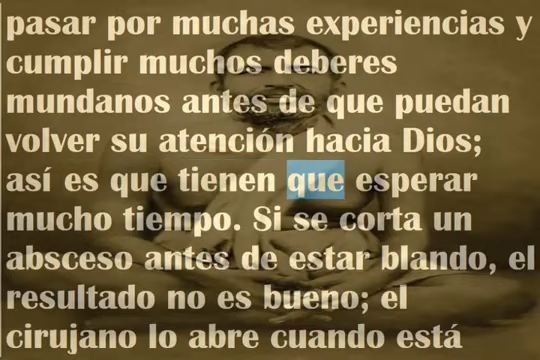 pasar por muchas experiencias y
cumplir muchos deberes
mundanos antes de que puedan
volver su atención hacia Dios;
así es que tienen que esperar
mucho tiempo. Si se corta un
absceso antes de estar blando, el
resultado no es bueno; el
cirujano lo abre cuando está